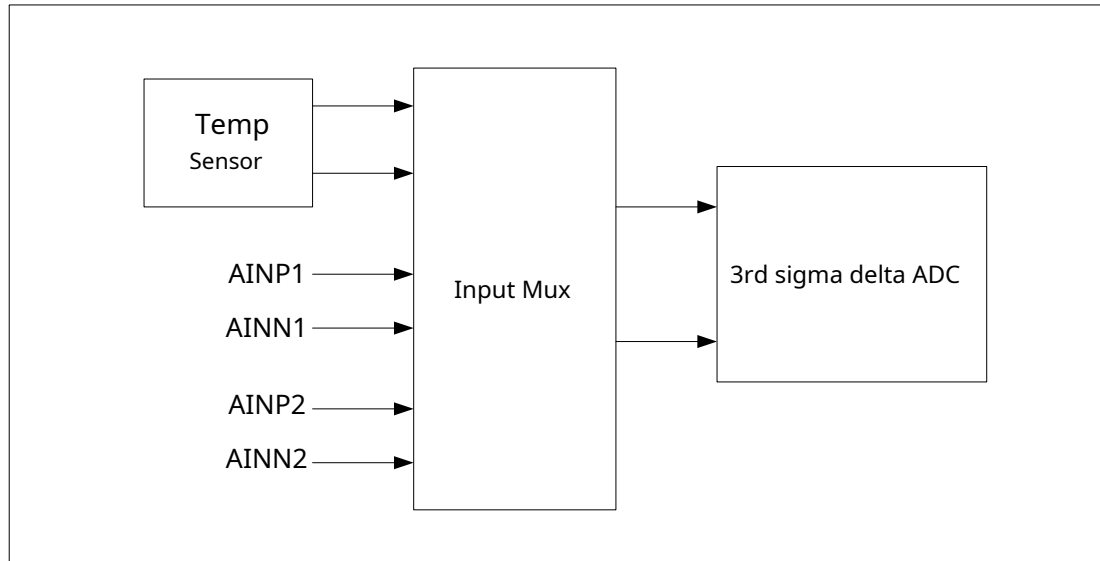 Temp
Sensor
AINP1
AINN1
AINP2
AINN2
Input Mux
3rd sigma delta ADC